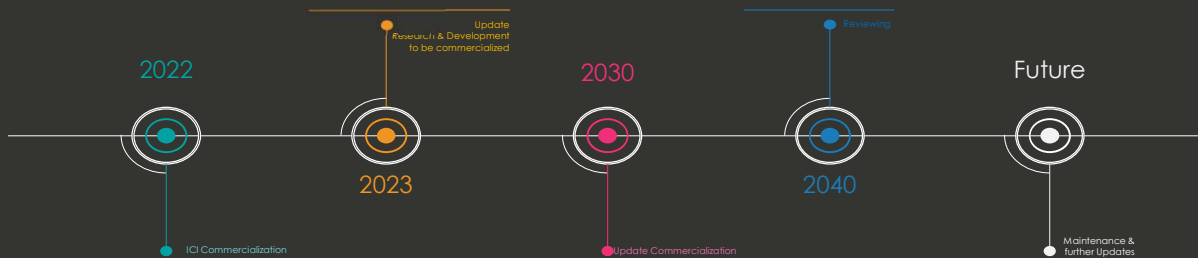 Update
Research & Development
to be commercialized
Reviewing
2022
2030
Future
2023
2040
ICI Commercialization
Update Commercialization
Maintenance &
further Updates